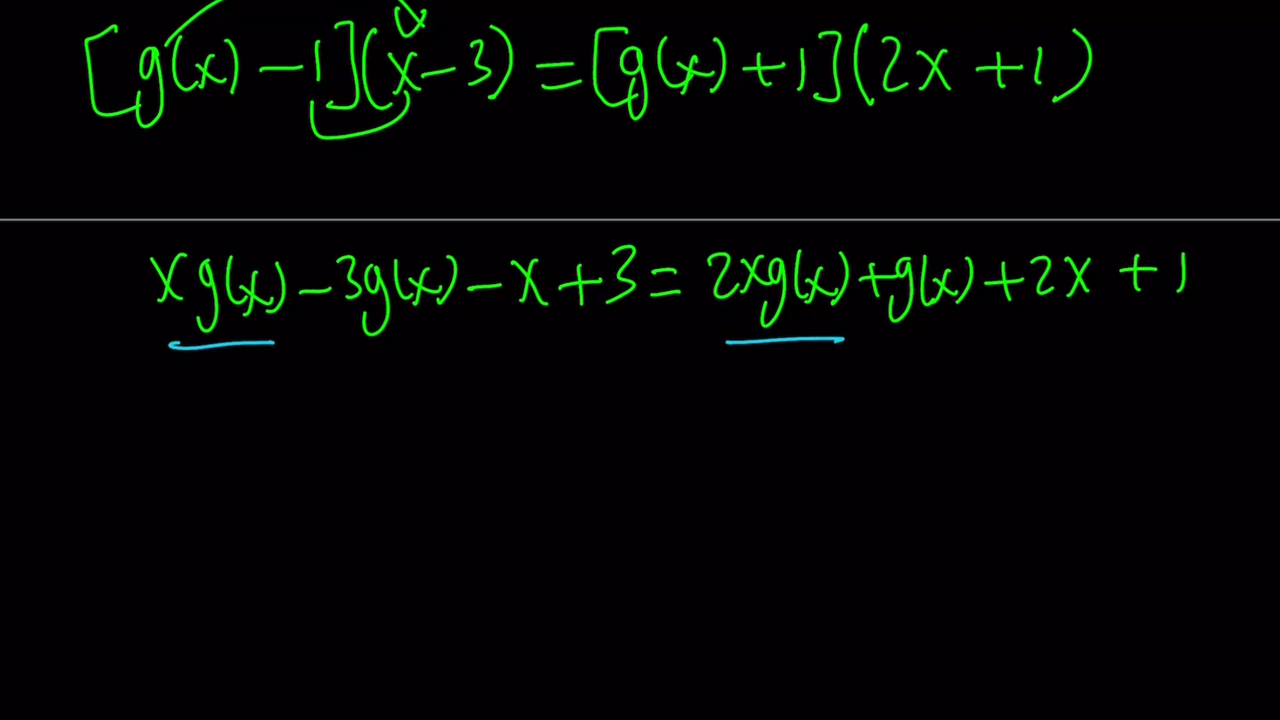 [g(x) - 1](x - 3) = [g(x) + 1](2x + 1)
xg(x) - 3g(x) - x + 3 = 2xg(x) + g(x) + 2x + 1